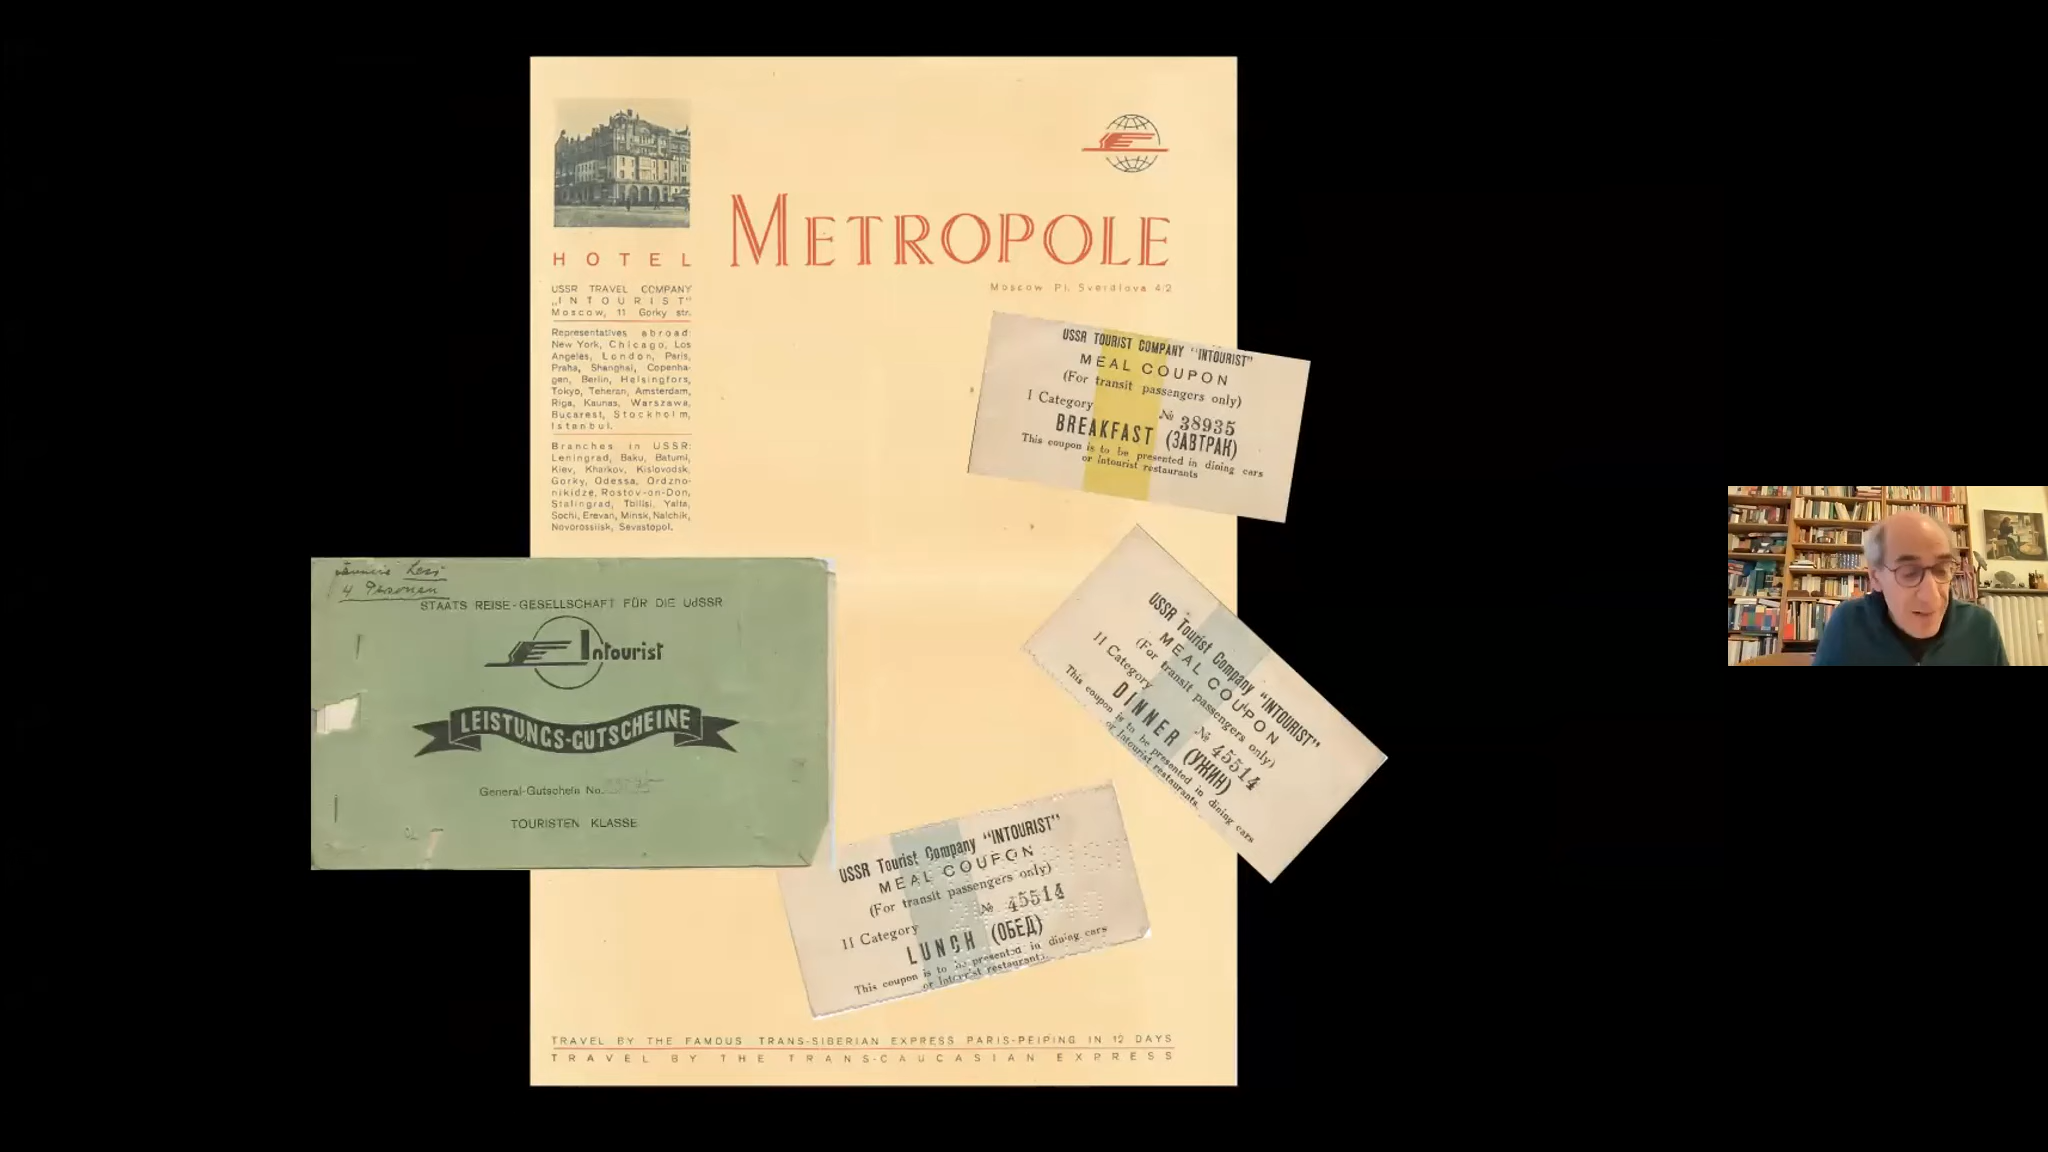 METROPOLE
HOTEL
Moscow Pl. Sverdlova 4/2
USSR TRAVEL COMPANY
„INTOURIST"
Moscow, 11 Gorky str.
Representatives abroad:
New York, Chicago, Los
Angeles, London, Paris,
Praha, Shanghai, Copenha-
gen, Berlin, Helsingfors,
Tokyo, Teheran, Amsterdam,
Riga, Kaunas, Warszawa,
Bucarest, Stockholm,
Istanbul.
Branches in USSR:
Leningrad, Baku, Batumi,
Kiev, Kharkov, Kislovodsk,
Gorky, Odessa, Ordzho-
nikidze, Rostov-on-Don,
Stalingrad, Tbilisi, Yalta,
Sochi, Erevan, Minsk, Nalchik,
Novorossiisk, Sevastopol.
USSR TOURIST COMPANY "INTOURIST"
MEAL COUPON
(For transit passengers only)
I Category
№ 38935
BREAKFAST (ЗАВТРАК)
This coupon is to be presented in dining cars
or Intourist restaurants
4 Personen
STAATS REISE-GESELLSCHAFT FÜR DIE UdSSR
Intourist
LEISTUNGS-GUTSCHEINE
General-Gutschein No.
TOURISTEN KLASSE
USSR Tourist Company "INTOURIST"
MEAL COUPON
(For transit passengers only)
II Category
№ 45514
DINNER (УЖИН)
This coupon is to be presented in dining cars
or Intourist restaurants.
USSR Tourist Company "INTOURIST"
MEAL COUPON
(For transit passengers only)
№ 45514
II Category
LUNCH (ОБЕД)
This coupon is to be presented in dining cars
or Intourist restaurants.
TRAVEL BY THE FAMOUS TRANS-SIBERIAN EXPRESS PARIS-PEIPING IN 12 DAYS
TRAVEL BY THE TRANS-CAUCASIAN EXPRESS